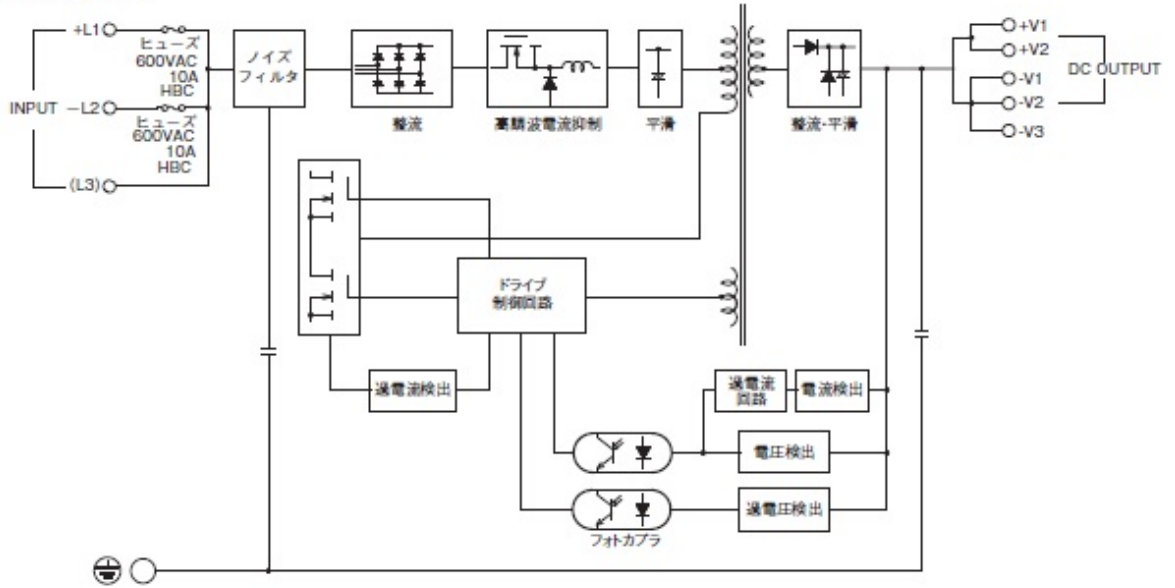 +L1
ヒューズ
600VAC
10A
HBC
INPUT
−L2
ヒューズ
600VAC
10A
HBC
(L3)
ノイズ
フィルタ
整流
高調波電流抑制
平滑
整流・平滑
+V1
+V2
-V1
-V2
-V3
DC OUTPUT
ドライブ
制御回路
過電流検出
過電流
回路
電流検出
電圧検出
過電圧検出
フォトカプラ